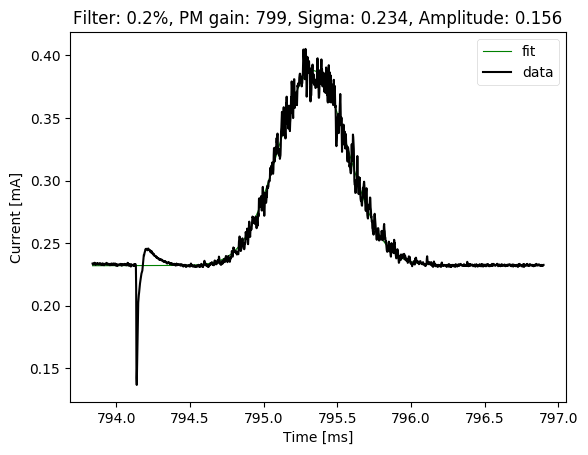 Filter: 0.2%, PM gain: 799, Sigma: 0.234, Amplitude: 0.156
fit
data
Current [mA]
0.40
0.35
0.30
0.25
0.20
0.15
794.0 794.5 795.0 795.5 796.0 796.5 797.0
Time [ms]